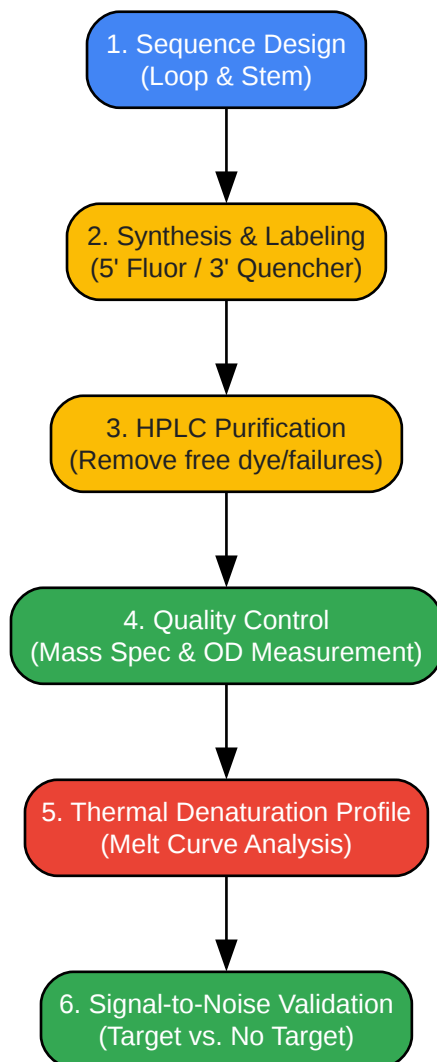 1. Sequence Design
(Loop & Stem)
2. Synthesis & Labeling
(5' Fluor / 3' Quencher)
3. HPLC Purification
(Remove free dye/failures)
4. Quality Control
(Mass Spec & OD Measurement)
5. Thermal Denaturation Profile
(Melt Curve Analysis)
6. Signal-to-Noise Validation
(Target vs. No Target)